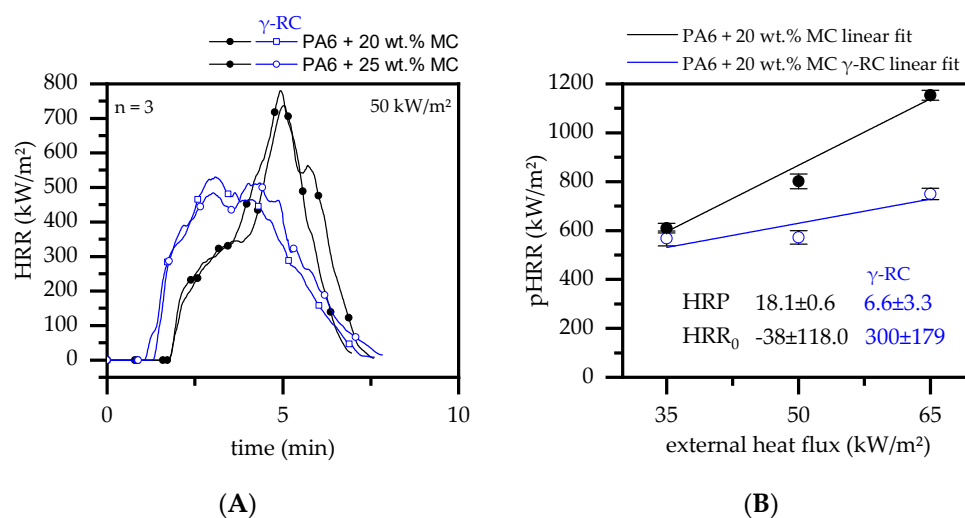 γ-RC
PA6 + 20 wt.% MC
PA6 + 25 wt.% MC
n = 3
50 kW/m²
800
700
600
500
400
300
200
100
0
HRR (kW/m²)
0
5
10
time (min)
(A)
PA6 + 20 wt.% MC linear fit
PA6 + 20 wt.% MC γ-RC linear fit
1200
1000
800
600
400
200
0
pHRR (kW/m²)
γ-RC
HRP 18.1±0.6 6.6±3.3
HRR₀ -38±118.0 300±179
35
50
65
external heat flux (kW/m²)
(B)